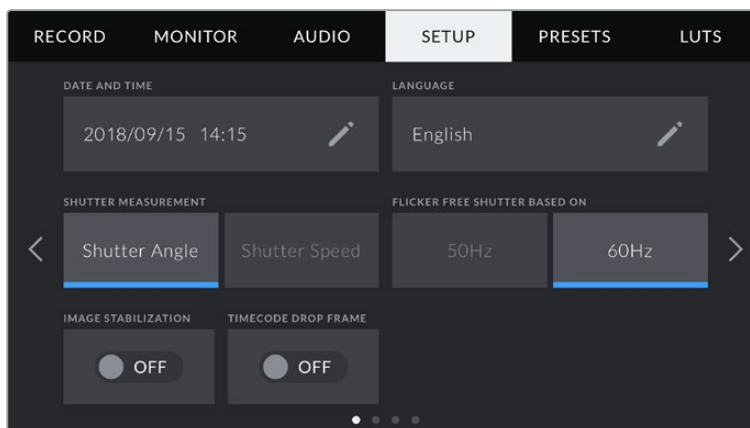 RECORD MONITOR AUDIO SETUP PRESETS LUTS
DATE AND TIME LANGUAGE
2018/09/15 14:15 English
SHUTTER MEASUREMENT FLICKER FREE SHUTTER BASED ON
Shutter Angle Shutter Speed 50Hz 60Hz
IMAGE STABILIZATION TIMECODE DROP FRAME
OFF OFF